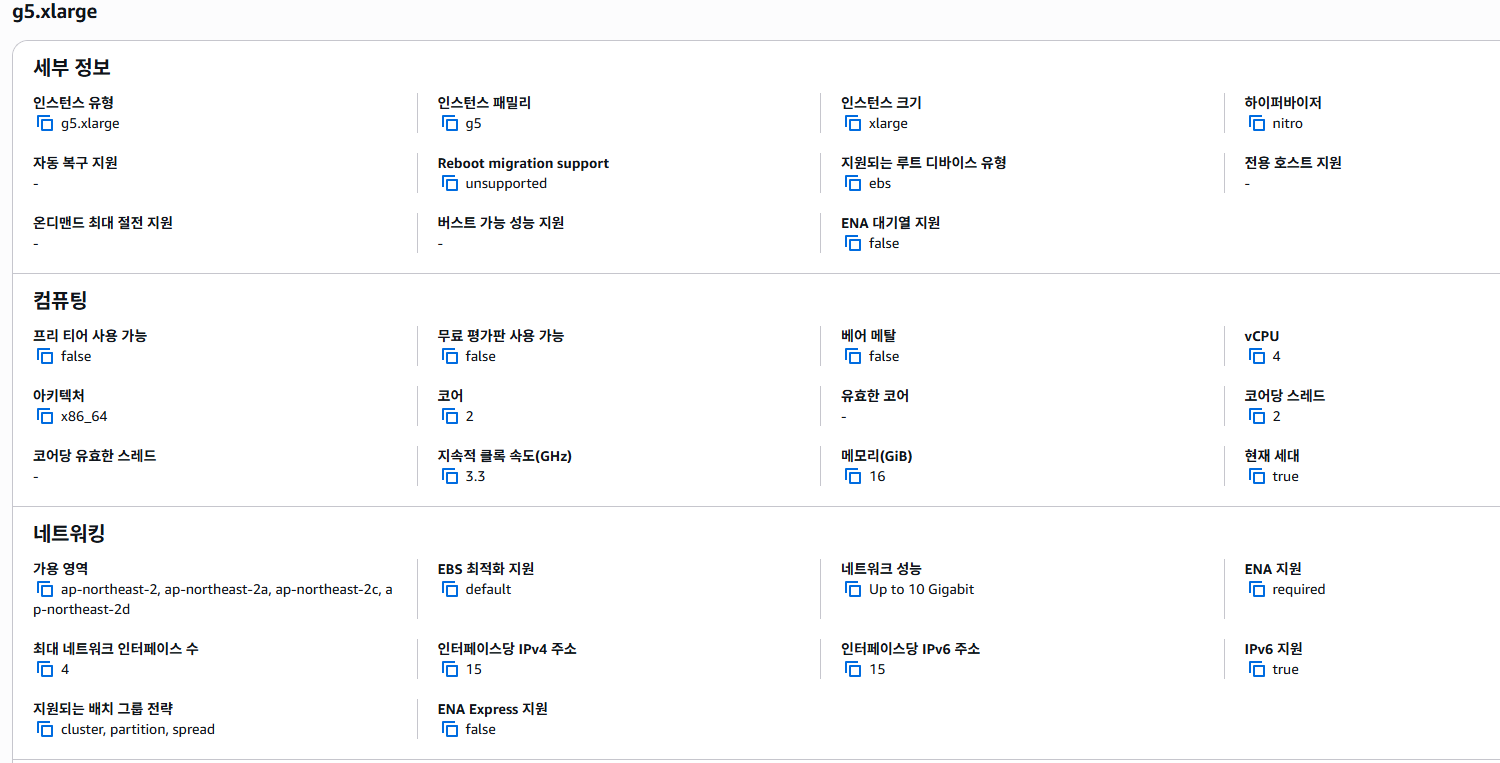 g5.xlarge
세부 정보
인스턴스 유형
g5.xlarge
인스턴스 패밀리
g5
인스턴스 크기
xlarge
하이퍼바이저
nitro
자동 복구 지원
-
Reboot migration support
unsupported
지원되는 루트 디바이스 유형
ebs
전용 호스트 지원
-
온디맨드 최대 절전 지원
-
버스트 가능 성능 지원
-
ENA 대기열 지원
false
컴퓨팅
프리 티어 사용 가능
false
무료 평가판 사용 가능
false
베어 메탈
false
vCPU
4
아키텍처
x86_64
코어
2
유효한 코어
-
코어당 스레드
2
코어당 유효한 스레드
-
지속적 클록 속도(GHz)
3.3
메모리(GiB)
16
현재 세대
true
네트워킹
가용 영역
ap-northeast-2, ap-northeast-2a, ap-northeast-2c, a
p-northeast-2d
EBS 최적화 지원
default
네트워크 성능
Up to 10 Gigabit
ENA 지원
required
최대 네트워크 인터페이스 수
4
인터페이스당 IPv4 주소
15
인터페이스당 IPv6 주소
15
IPv6 지원
true
지원되는 배치 그룹 전략
cluster, partition, spread
ENA Express 지원
false